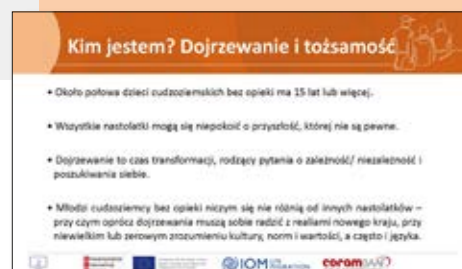 Kim jestem? Dojrzewanie i tożsamość
• Około połowa dzieci cudzoziemskich bez opieki ma 15 lat lub więcej.
• Wszystkie nastolatki mogą się niepokoić o przyszłość, której nie są pewne.
• Dojrzewanie to czas transformacji, rodzący pytania o zależność/ niezależność i
poszukiwania siebie.
• Młodzi cudzoziemcy bez opieki niczym się nie różnią od innych nastolatków –
przy czym oprócz dojrzewania muszą sobie radzić z realiami nowego kraju, przy
niewielkim lub zerowym zrozumieniu kultury, norm i wartości, a często i języka.
IOM UN MIGRATION coram